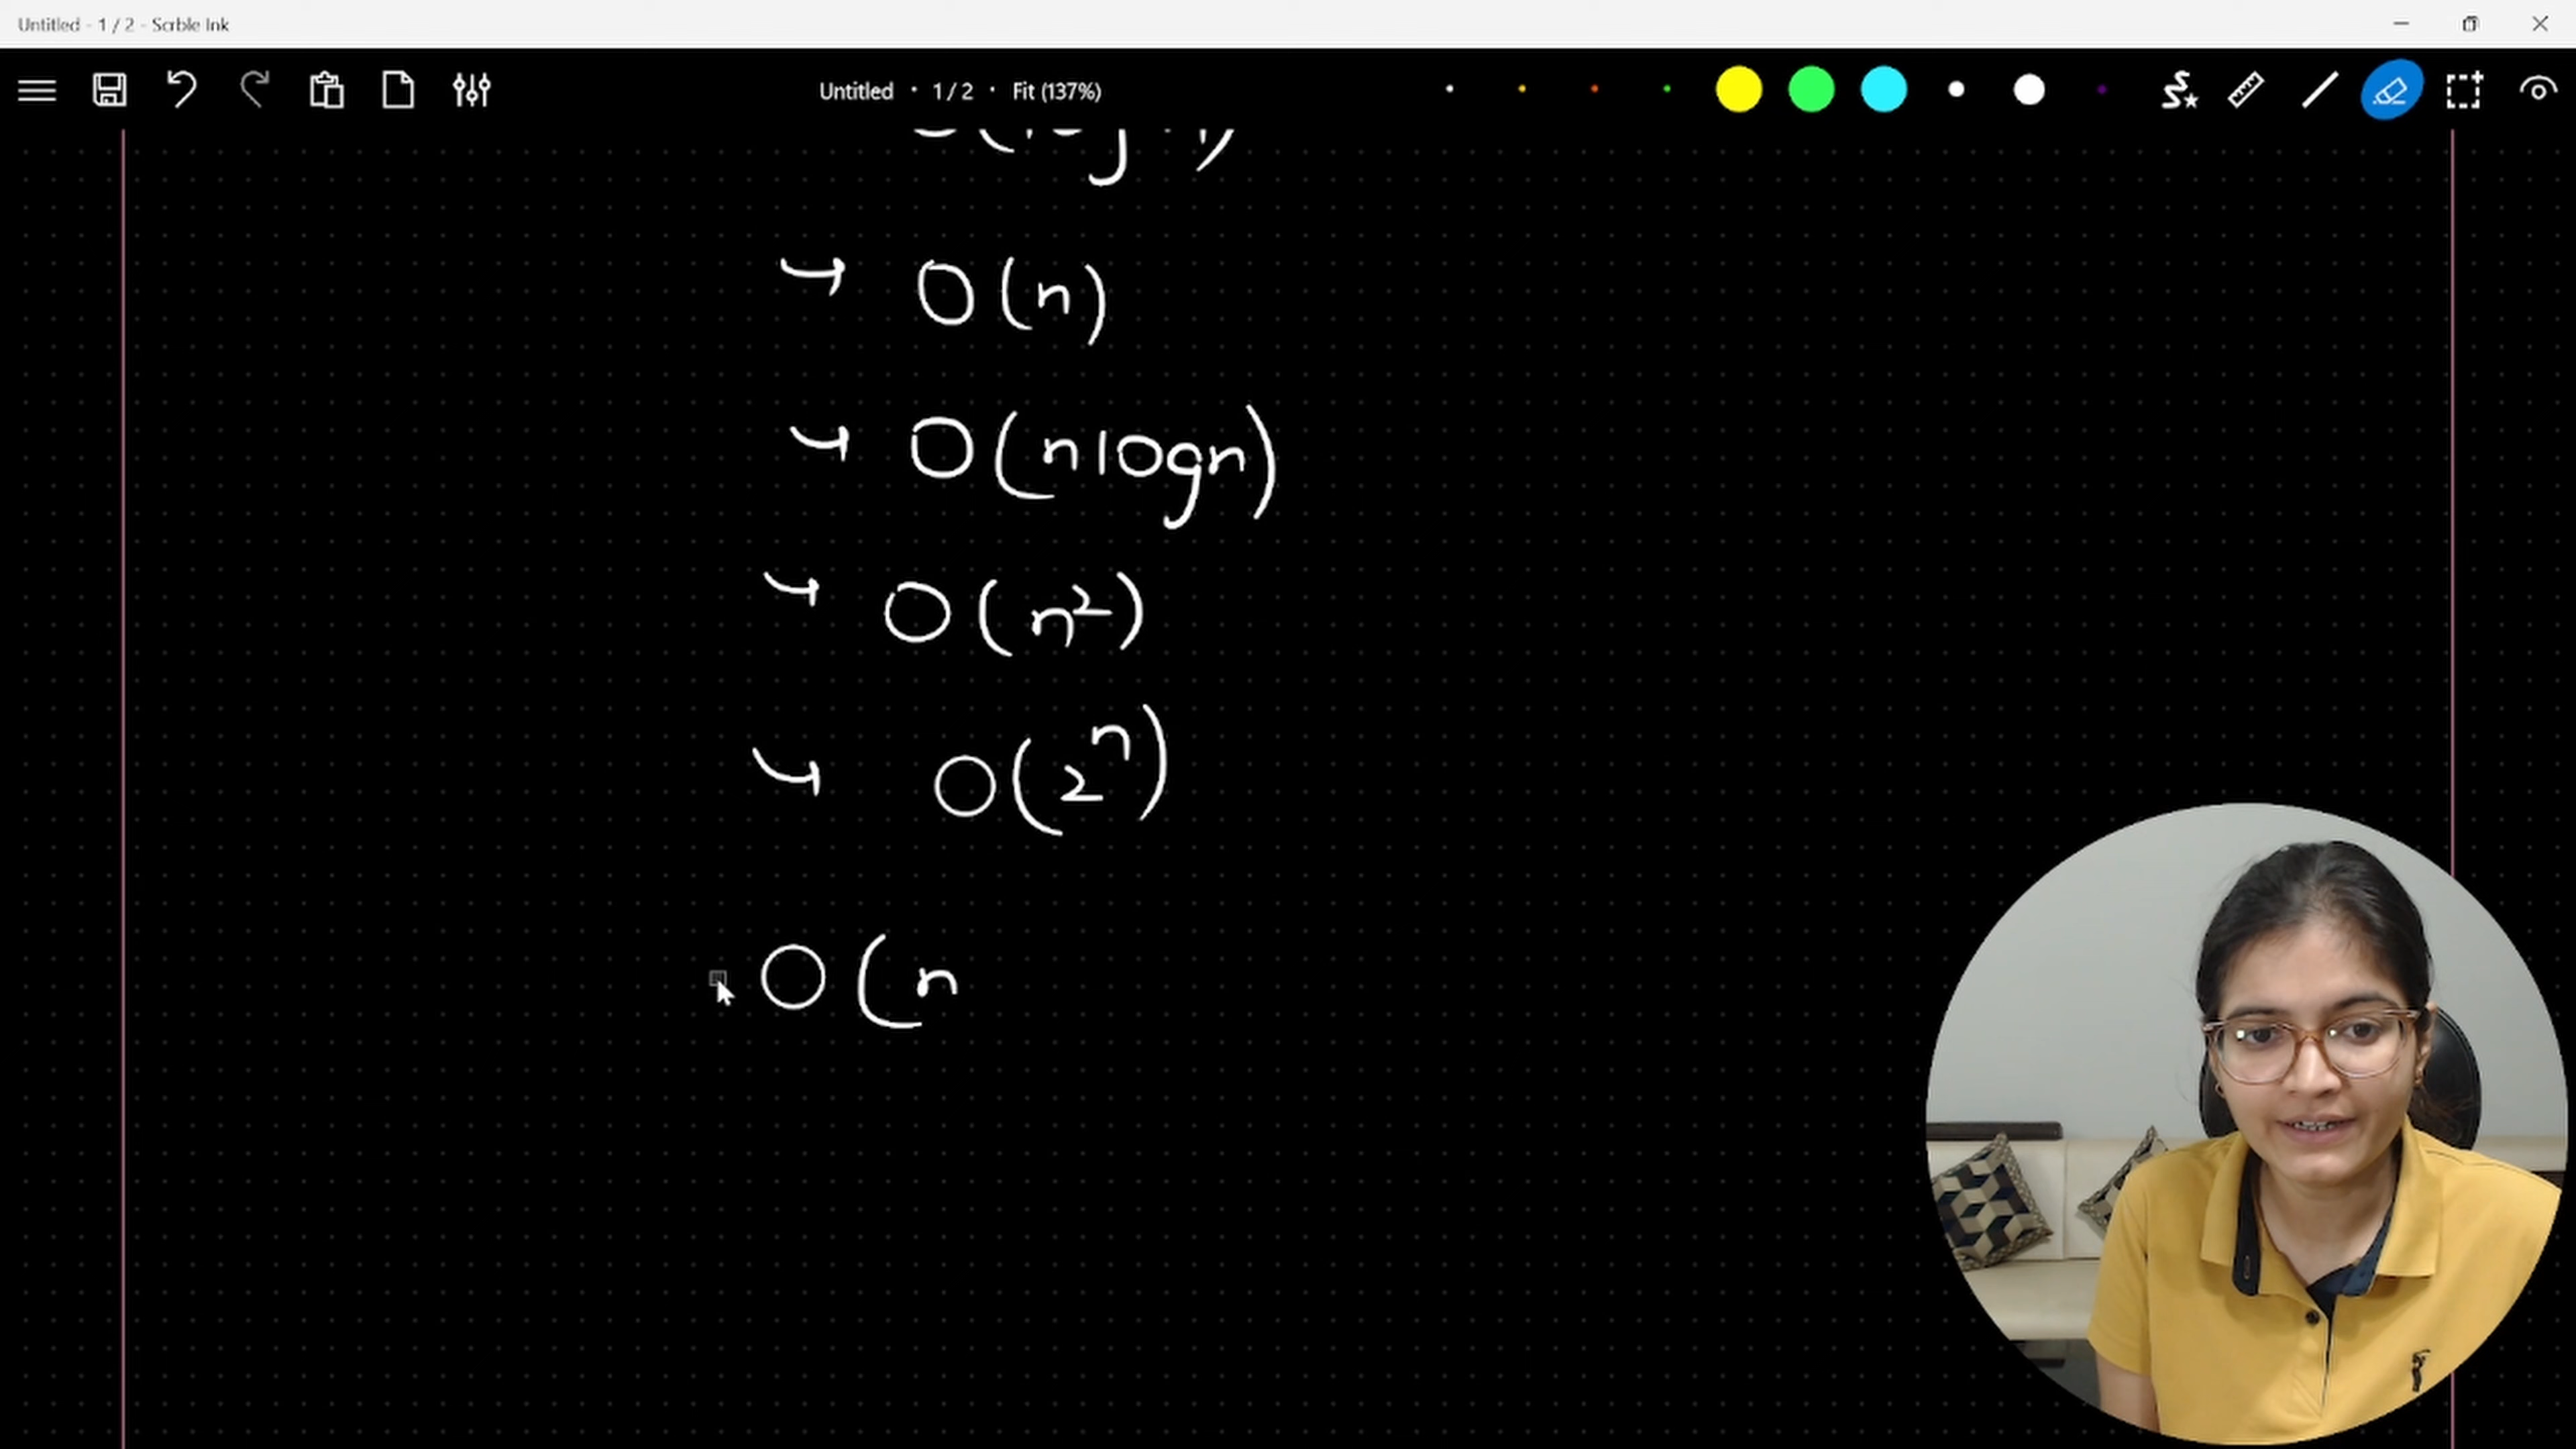 Untitled - 1 / 2 - Scrble Ink
Untitled · 1 / 2 · Fit (137%)
O(n)
O(nlogn)
O(n²)
O(2ⁿ)
O(n